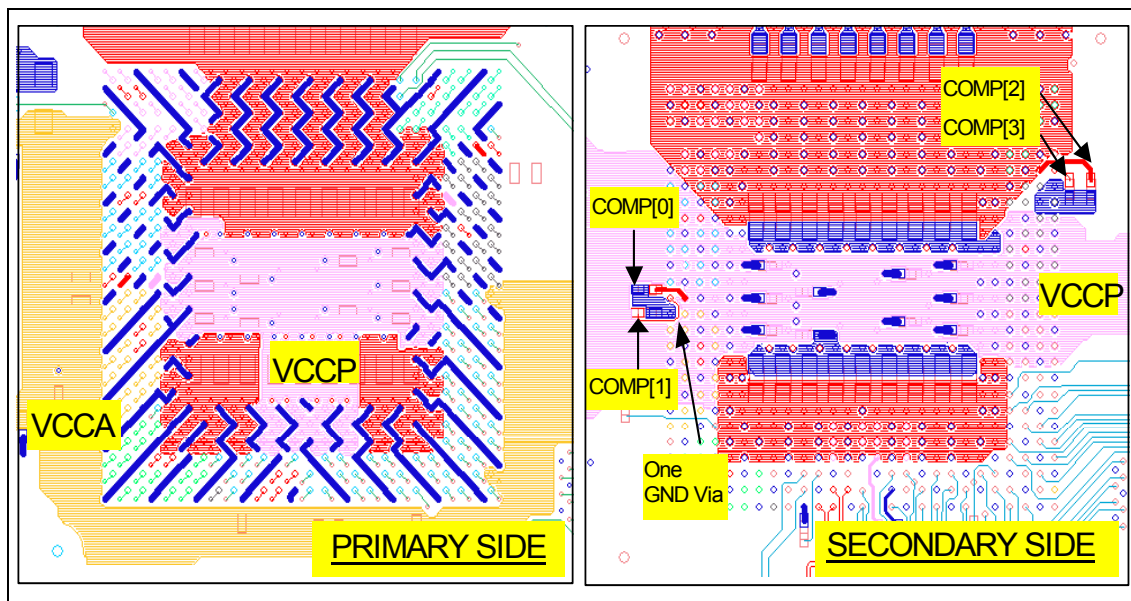 VCCP
VCCA
PRIMARY SIDE
COMP[2]
COMP[3]
COMP[0]
VCCP
COMP[1]
One
GND Via
SECONDARY SIDE